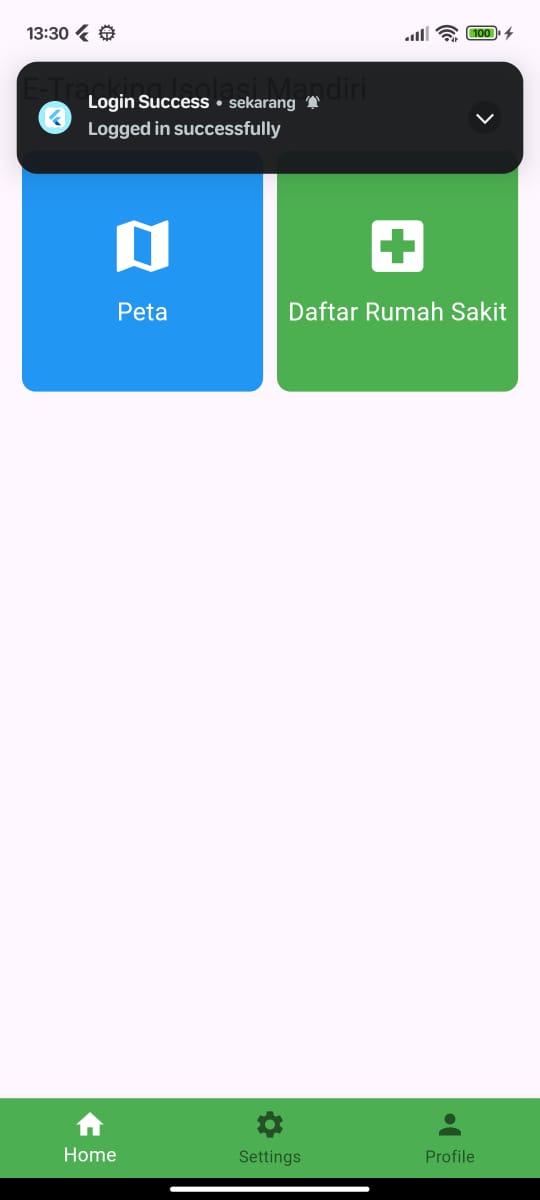 13:30
100
E-Tracking Isolasi Mandiri
Login Success • sekarang
Logged in successfully
Peta
Daftar Rumah Sakit
Home
Settings
Profile